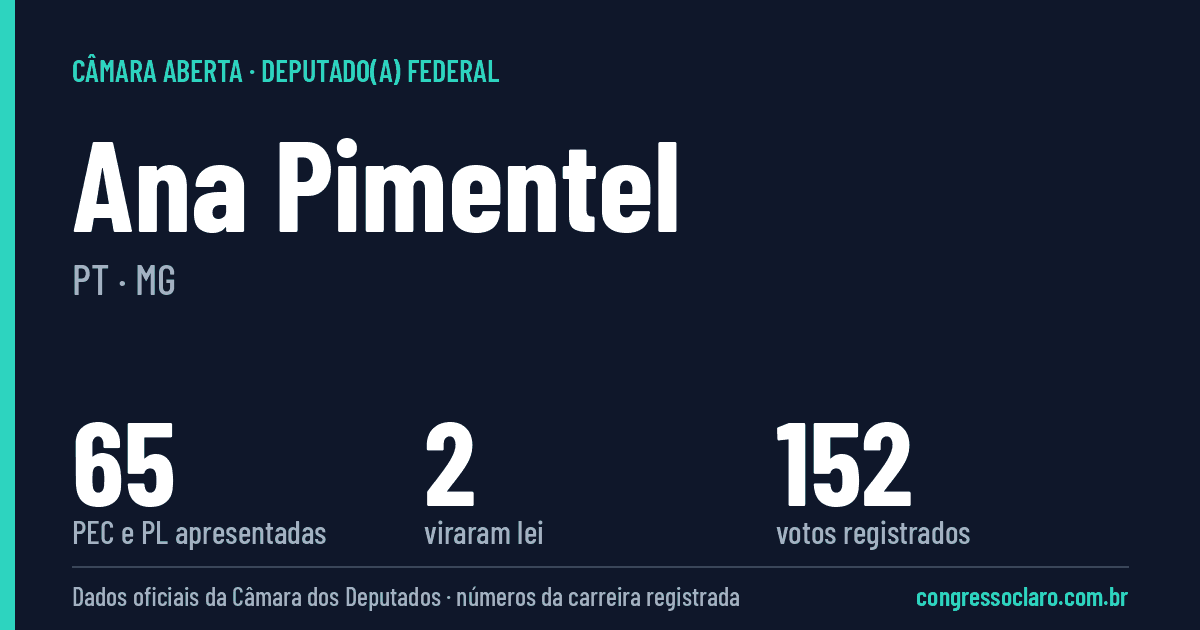 CÂMARA ABERTA · DEPUTADO(A) FEDERAL
Ana Pimentel
PT · MG
65 2 152
PEC e PL apresentadas viraram lei votos registrados
Dados oficiais da Câmara dos Deputados · números da carreira registrada congressoclaro.com.br